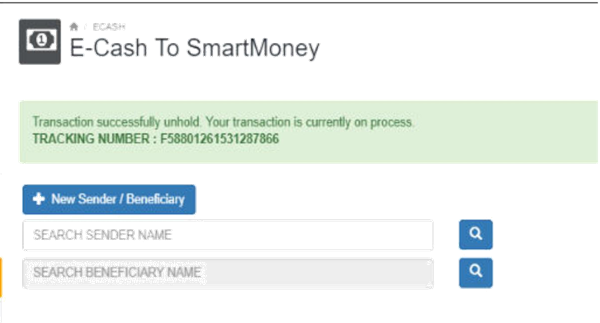 ECASH
E-Cash To SmartMoney
Transaction successfully unhold. Your transaction is currently on process.
TRACKING NUMBER : F58801261531287866
New Sender / Beneficiary
SEARCH SENDER NAME
SEARCH BENEFICIARY NAME